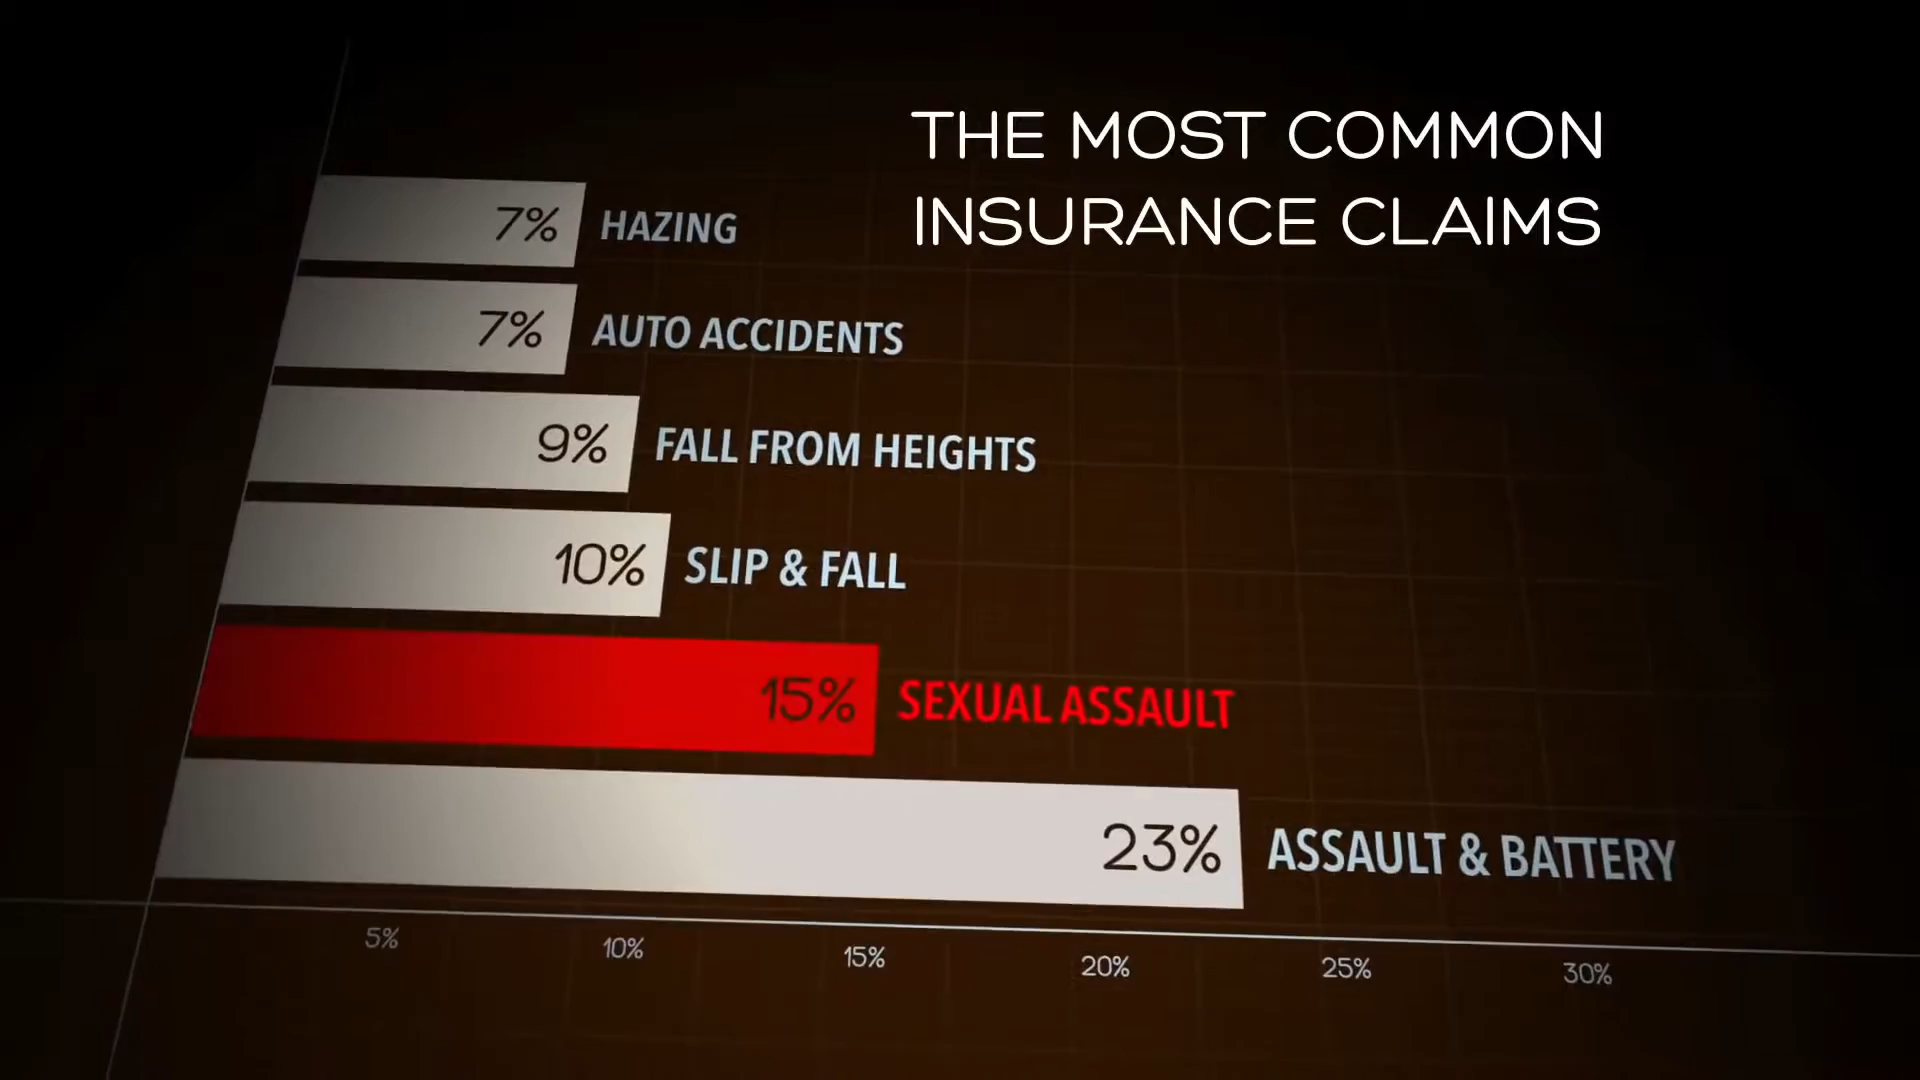 THE MOST COMMON
INSURANCE CLAIMS
7% HAZING
7% AUTO ACCIDENTS
9% FALL FROM HEIGHTS
10% SLIP & FALL
15% SEXUAL ASSAULT
23% ASSAULT & BATTERY
5% 10% 15% 20% 25% 30%